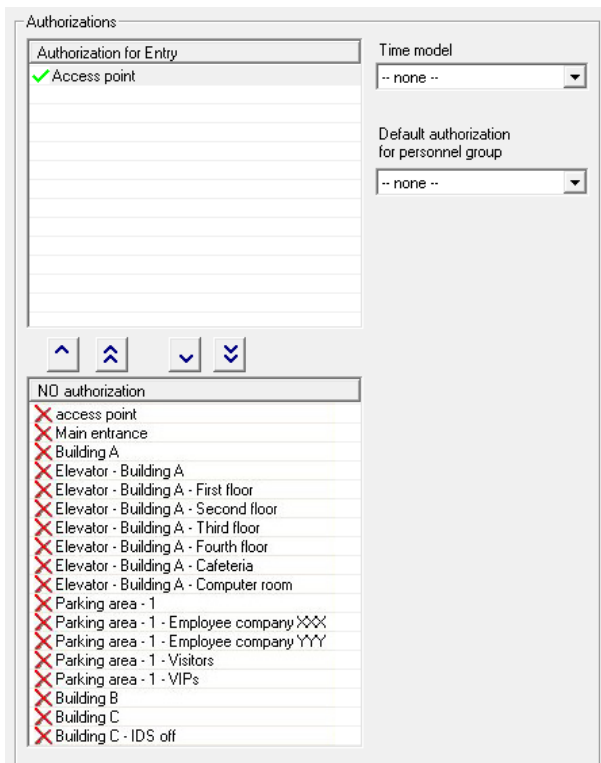 Authorizations
Authorization for Entry
Access point
Time model
-- none --
Default authorization
for personnel group
-- none --
NO authorization
access point
Main entrance
Building A
Elevator - Building A
Elevator - Building A - First floor
Elevator - Building A - Second floor
Elevator - Building A - Third floor
Elevator - Building A - Fourth floor
Elevator - Building A - Cafeteria
Elevator - Building A - Computer room
Parking area - 1
Parking area - 1 - Employee company XXX
Parking area - 1 - Employee company YYY
Parking area - 1 - Visitors
Parking area - 1 - VIPs
Building B
Building C
Building C - IDS off